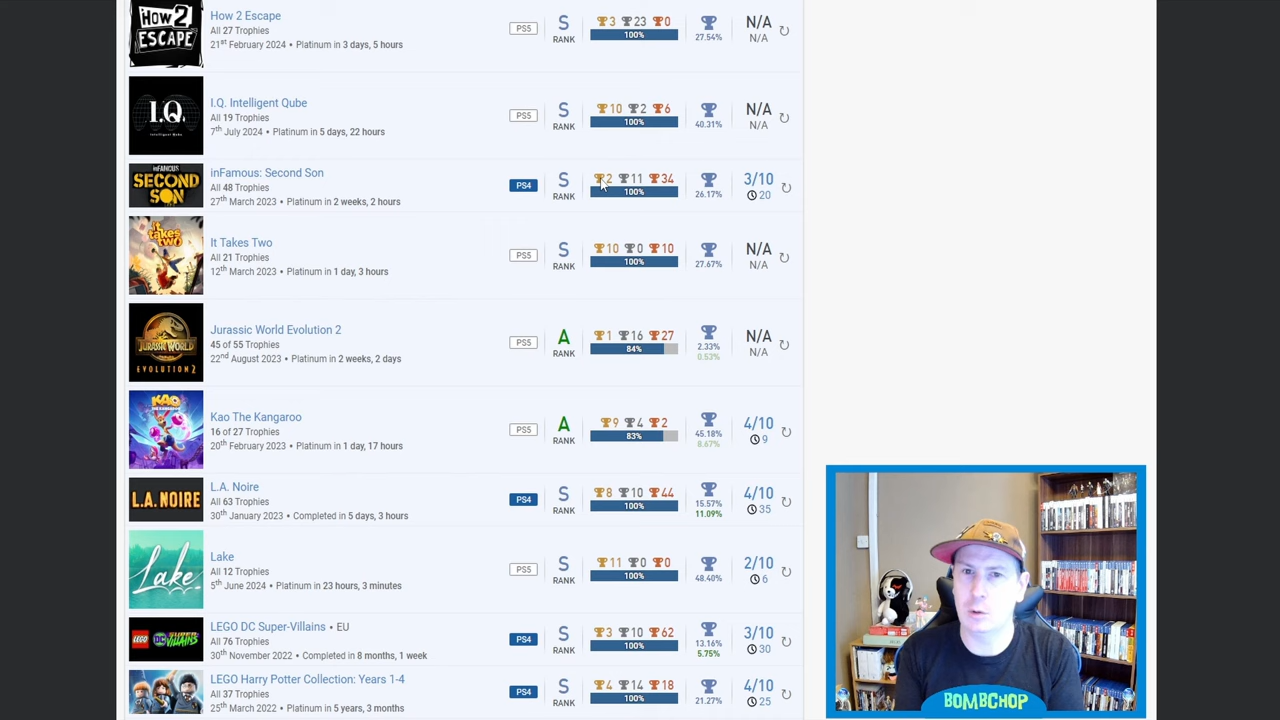 HOW 2
ESCAPE
How 2 Escape
All 27 Trophies
21st February 2024 • Platinum in 3 days, 5 hours
PS5
S
RANK
3 23 0
100%
27.54%
N/A
N/A
I.Q.
Intelligent Qube
I.Q. Intelligent Qube
All 19 Trophies
7th July 2024 • Platinum in 5 days, 22 hours
PS5
S
RANK
10 2 6
100%
40.31%
N/A
N/A
inFAMOUS
SECOND
SON
inFamous: Second Son
All 48 Trophies
27th March 2023 • Platinum in 2 weeks, 2 hours
PS4
S
RANK
2 11 34
100%
26.17%
3/10
20
it
takes
two
It Takes Two
All 21 Trophies
12th March 2023 • Platinum in 1 day, 3 hours
PS5
S
RANK
10 0 10
100%
27.67%
N/A
N/A
JURASSIC WORLD
EVOLUTION 2
Jurassic World Evolution 2
45 of 55 Trophies
22nd August 2023 • Platinum in 2 weeks, 2 days
PS5
A
RANK
1 16 27
84%
2.33%
0.53%
N/A
N/A
KAO
THE KANGAROO
Kao The Kangaroo
16 of 27 Trophies
20th February 2023 • Platinum in 1 day, 17 hours
PS5
A
RANK
9 4 2
83%
45.18%
8.67%
4/10
9
L.A. NOIRE
L.A. Noire
All 63 Trophies
30th January 2023 • Completed in 5 days, 3 hours
PS4
S
RANK
8 10 44
100%
15.57%
11.09%
4/10
35
Lake
Lake
All 12 Trophies
5th June 2024 • Platinum in 23 hours, 3 minutes
PS5
S
RANK
11 0 0
100%
48.40%
2/10
6
LEGO DC SUPER-VILLAINS
LEGO DC Super-Villains • EU
All 76 Trophies
30th November 2022 • Completed in 8 months, 1 week
PS4
S
RANK
3 10 62
100%
13.16%
5.75%
3/10
30
LEGO Harry Potter Collection: Years 1-4
All 37 Trophies
25th March 2022 • Platinum in 5 years, 3 months
PS4
S
RANK
4 14 18
100%
21.27%
4/10
25
BOMBCHOP